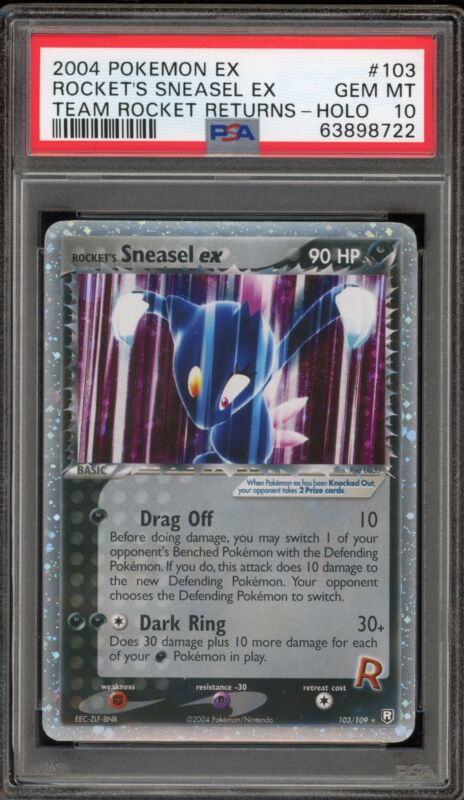 2004 POKEMON EX #103
ROCKET'S SNEASEL EX GEM MT
TEAM ROCKET RETURNS-HOLO 10
PSA 63898722
ROCKET'S Sneasel ex 90 HP
BASIC Illus. Ryo Ueda
When Pokémon-ex has been Knocked Out,
your opponent takes 2 Prize cards.
Drag Off 10
Before doing damage, you may switch 1 of your
opponent's Benched Pokémon with the Defending
Pokémon. If you do, this attack does 10 damage to
the new Defending Pokémon. Your opponent
chooses the Defending Pokémon to switch.
Dark Ring 30+
Does 30 damage plus 10 more damage for each
of your Pokémon in play.
R
weakness resistance -30 retreat cost
EEC-ZLF-8NB ©2004 Pokémon/Nintendo 103/109 ★ R
PSA